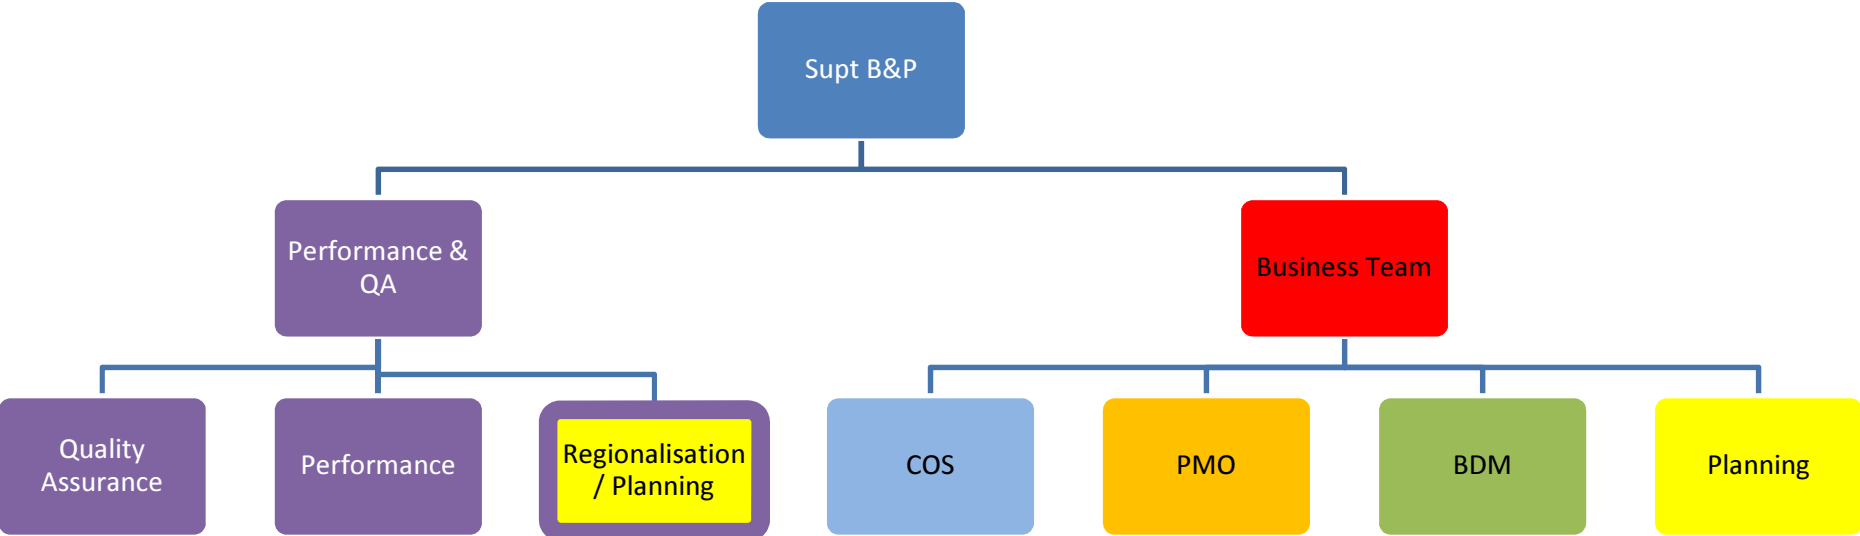 Supt B&P
Performance &
QA
Business Team
Quality
Assurance
Performance
Regionalisation
/ Planning
COS
PMO
BDM
Planning